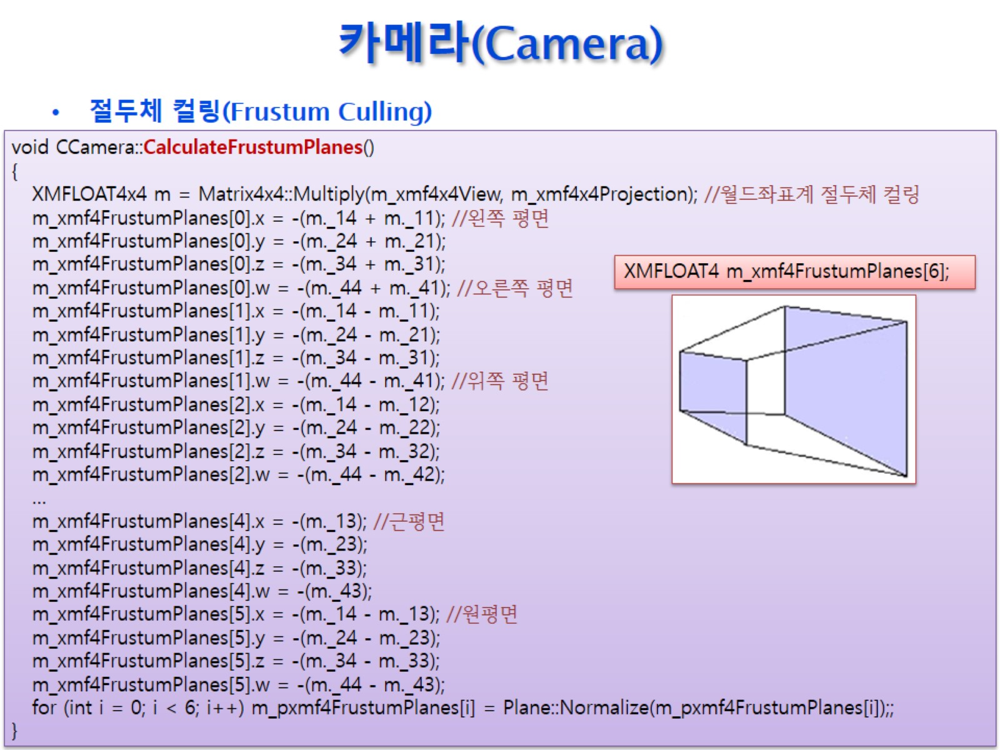 카메라(Camera)
• 절두체 컬링(Frustum Culling)
void CCamera::CalculateFrustumPlanes()
{
XMFLOAT4x4 m = Matrix4x4::Multiply(m_xmf4x4View, m_xmf4x4Projection); //월드좌표계 절두체 컬링
m_xmf4FrustumPlanes[0].x = -(m._14 + m._11); //왼쪽 평면
m_xmf4FrustumPlanes[0].y = -(m._24 + m._21);
m_xmf4FrustumPlanes[0].z = -(m._34 + m._31);
m_xmf4FrustumPlanes[0].w = -(m._44 + m._41); //오른쪽 평면
m_xmf4FrustumPlanes[1].x = -(m._14 - m._11);
m_xmf4FrustumPlanes[1].y = -(m._24 - m._21);
m_xmf4FrustumPlanes[1].z = -(m._34 - m._31);
m_xmf4FrustumPlanes[1].w = -(m._44 - m._41); //위쪽 평면
m_xmf4FrustumPlanes[2].x = -(m._14 - m._12);
m_xmf4FrustumPlanes[2].y = -(m._24 - m._22);
m_xmf4FrustumPlanes[2].z = -(m._34 - m._32);
m_xmf4FrustumPlanes[2].w = -(m._44 - m._42);
...
m_xmf4FrustumPlanes[4].x = -(m._13); //근평면
m_xmf4FrustumPlanes[4].y = -(m._23);
m_xmf4FrustumPlanes[4].z = -(m._33);
m_xmf4FrustumPlanes[4].w = -(m._43);
m_xmf4FrustumPlanes[5].x = -(m._14 - m._13); //원평면
m_xmf4FrustumPlanes[5].y = -(m._24 - m._23);
m_xmf4FrustumPlanes[5].z = -(m._34 - m._33);
m_xmf4FrustumPlanes[5].w = -(m._44 - m._43);
for (int i = 0; i < 6; i++) m_pxmf4FrustumPlanes[i] = Plane::Normalize(m_pxmf4FrustumPlanes[i]);;
}
XMFLOAT4 m_xmf4FrustumPlanes[6];